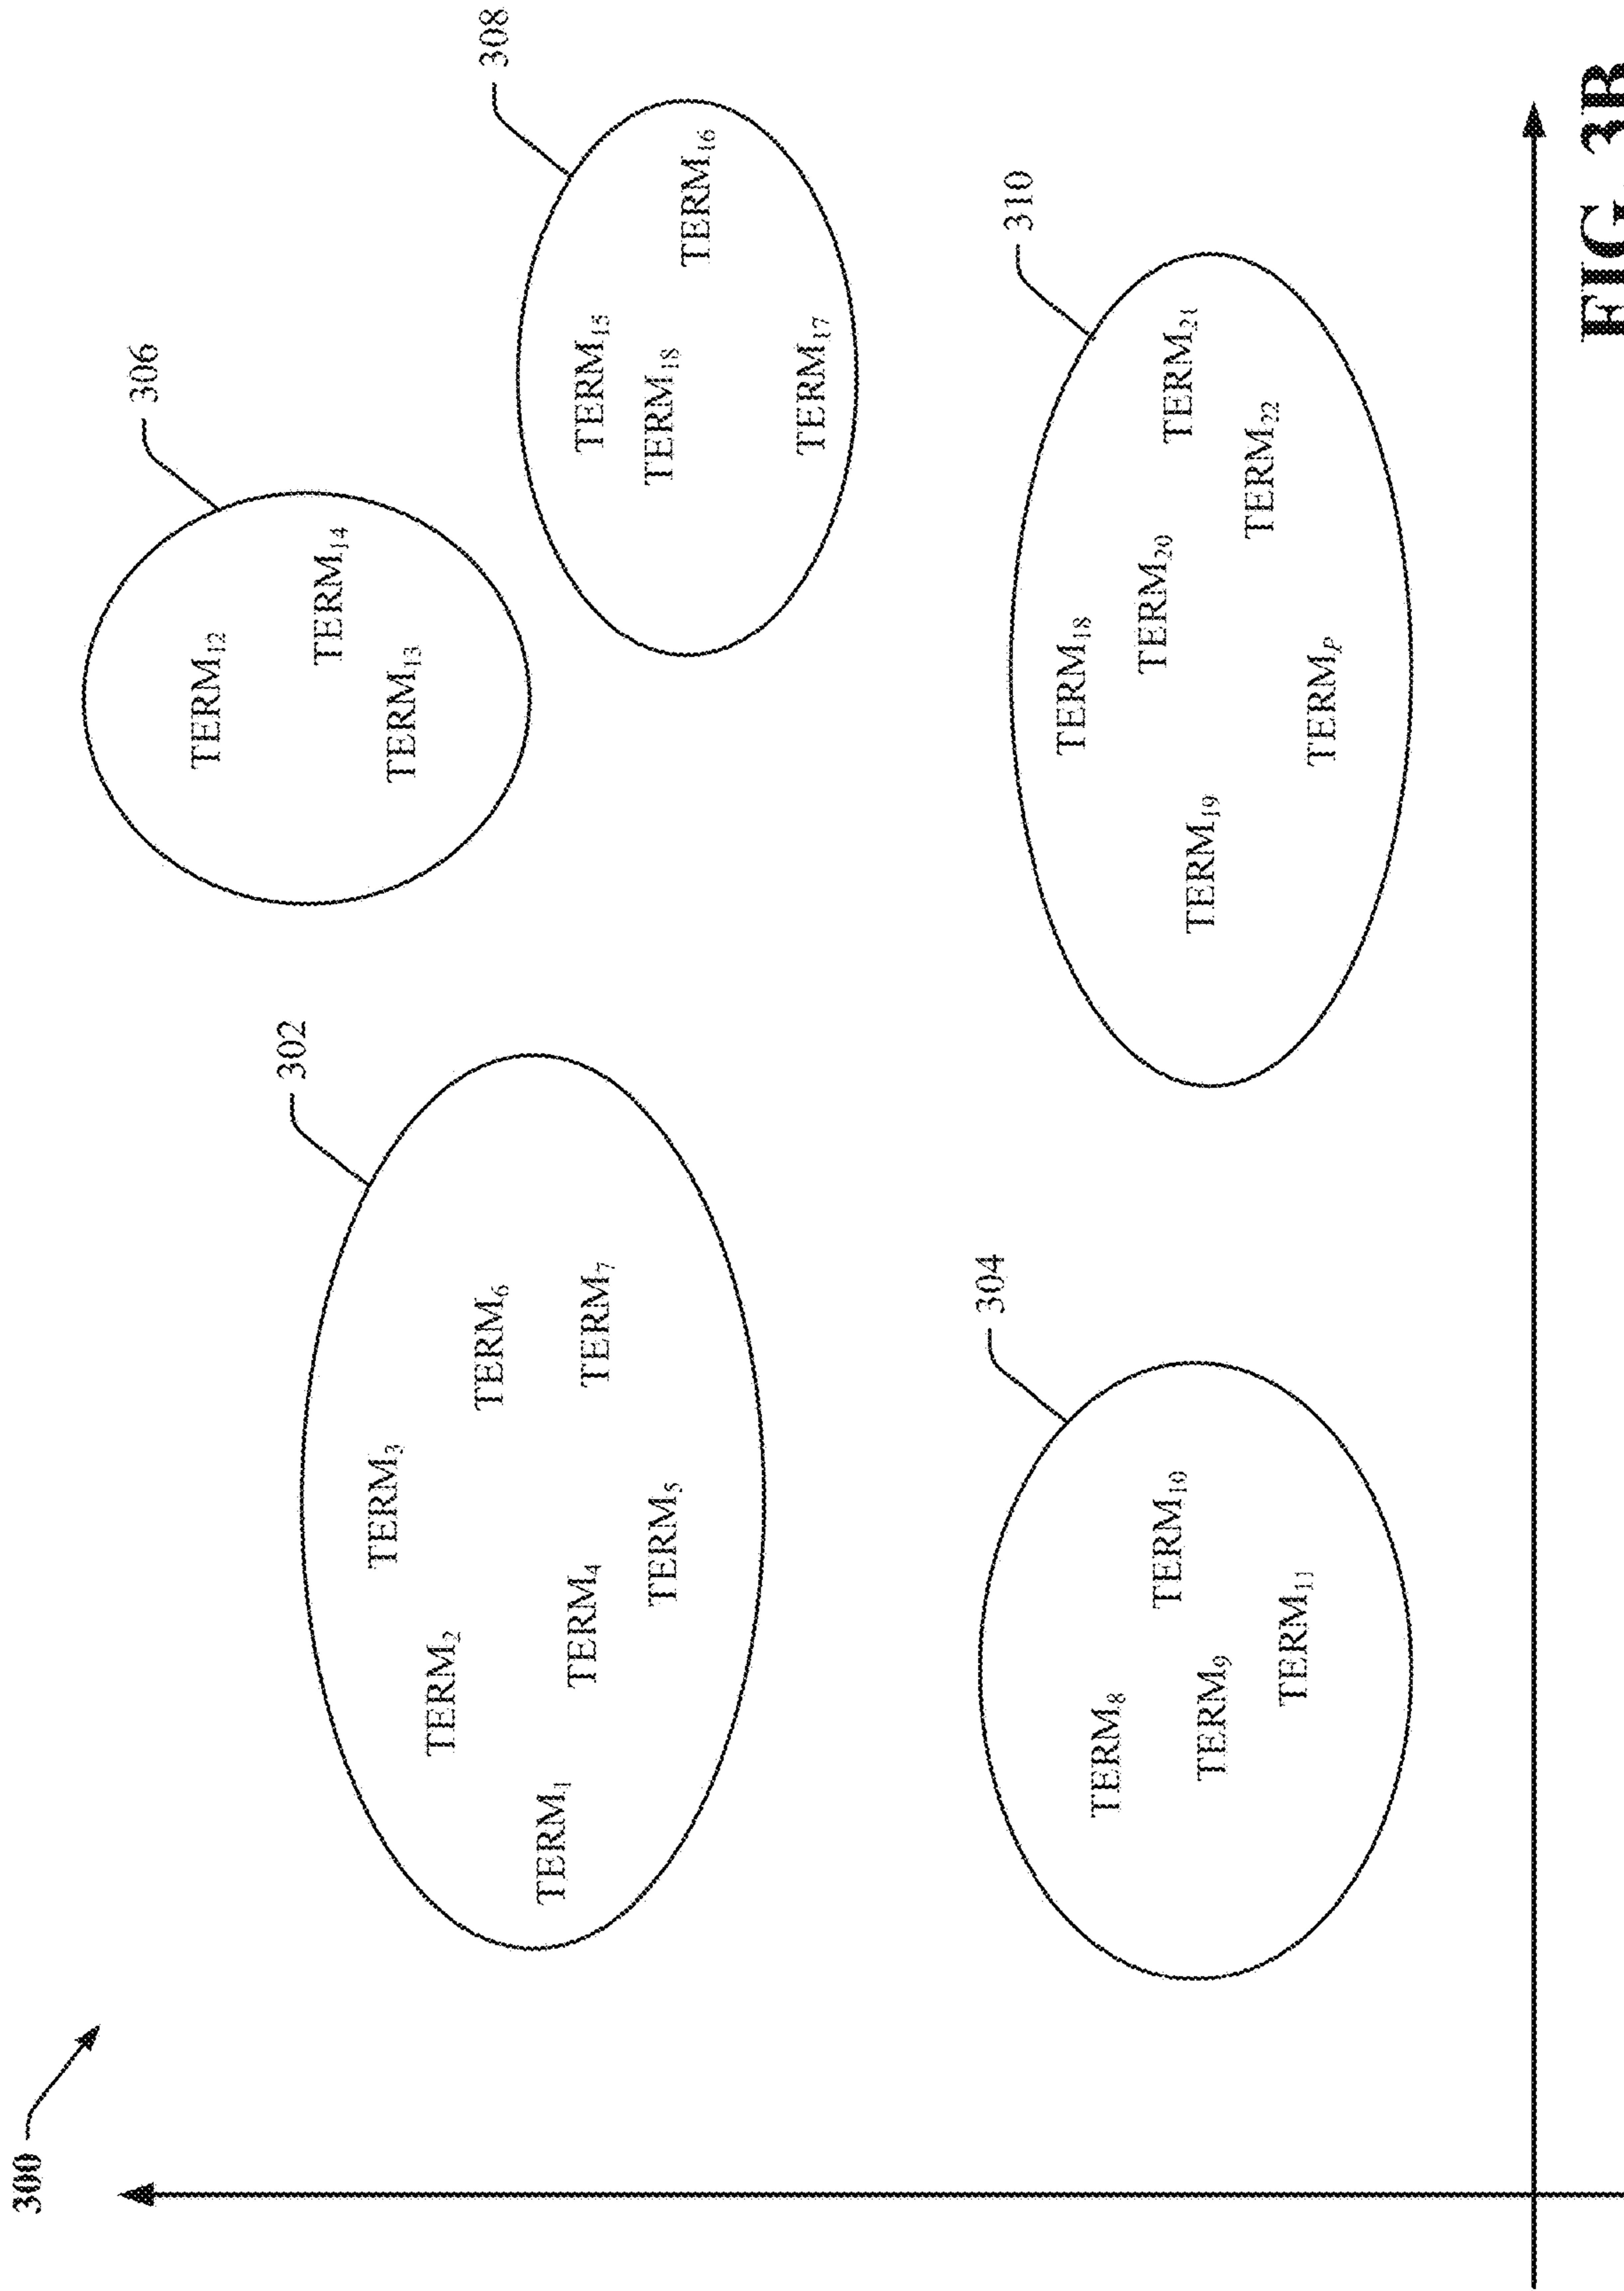 300
306
TERM12
TERM14
TERM13
302
TERM3
TERM2
TERM6
TERM1
TERM4
TERM7
TERM5
308
TERM15
TERM18
TERM16
TERM17
304
TERM8
TERM10
TERM9
TERM11
310
TERM18
TERM20
TERM21
TERM19
TERM22
TERMP
FIG. 3B